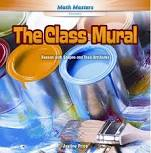 Math Masters
The Class Mural
Reason with Shapes and Their Attributes